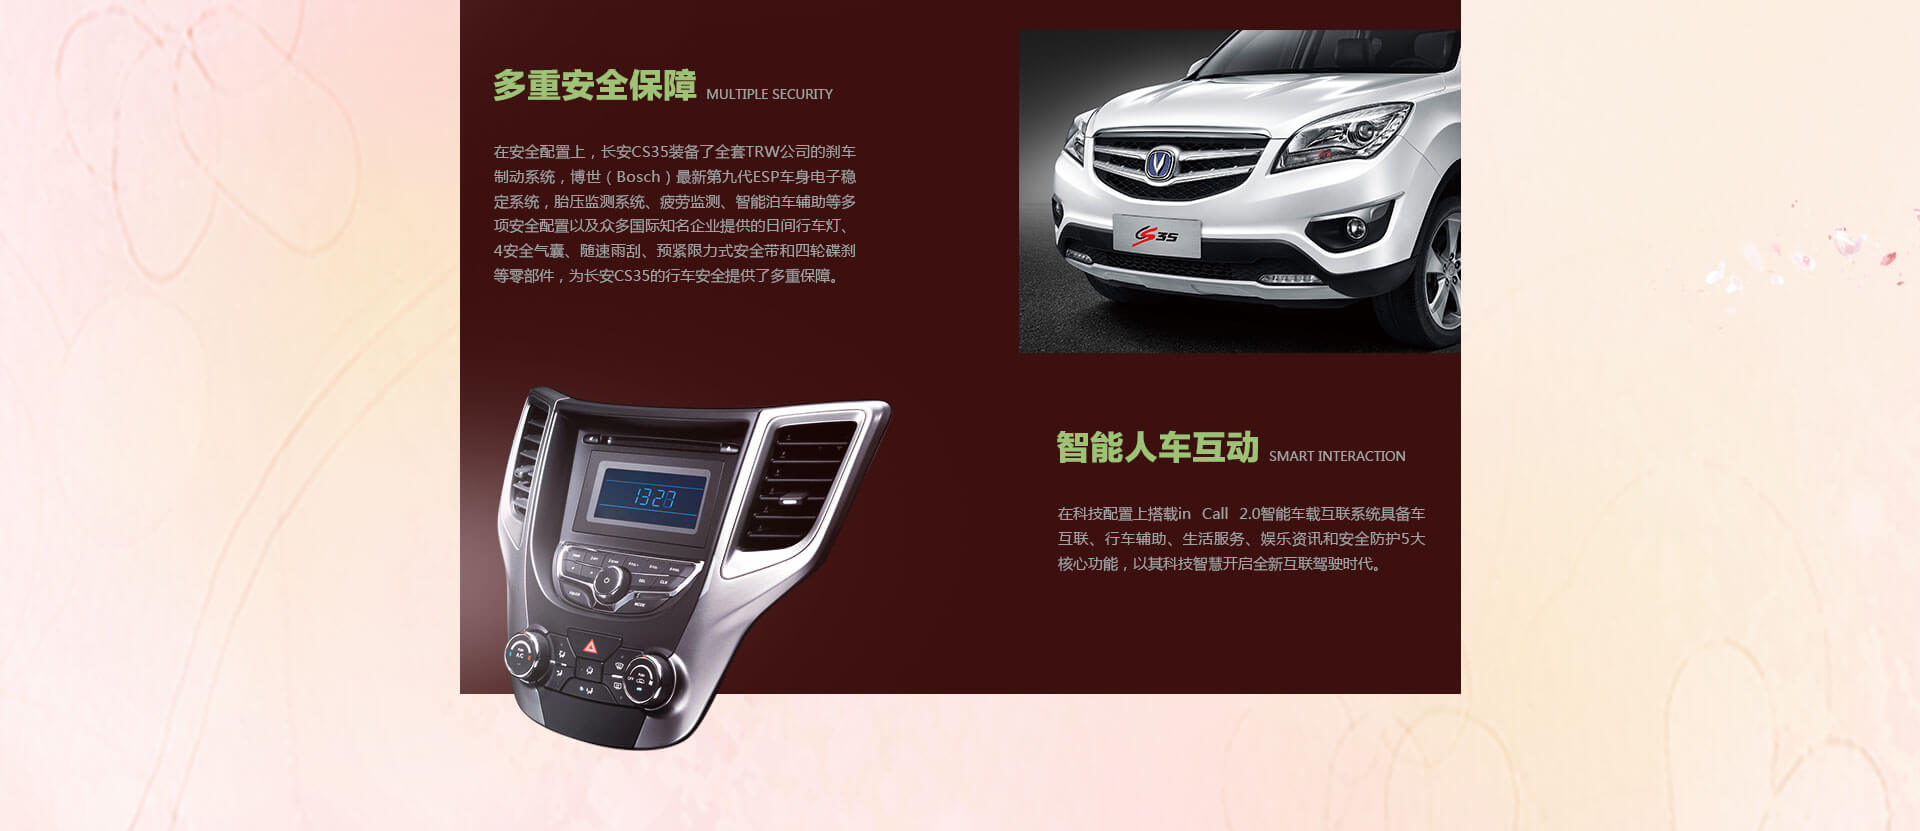 多重安全保障 MULTIPLE SECURITY
在安全配置上，长安CS35装备了全套TRW公司的刹车
制动系统，博世（Bosch）最新第九代ESP车身电子稳
定系统，胎压监测系统、疲劳监测、智能泊车辅助等多
项安全配置以及众多国际知名企业提供的日间行车灯、
4安全气囊、随速雨刮、预紧限力式安全带和四轮碟刹
等零部件，为长安CS35的行车安全提供了多重保障。
CS35
13:27
智能人车互动 SMART INTERACTION
在科技配置上搭载in Call 2.0智能车载互联系统具备车
互联、行车辅助、生活服务、娱乐资讯和安全防护5大
核心功能，以其科技智慧开启全新互联驾驶时代。
SEL
CLR
MODE
A/C
OFF